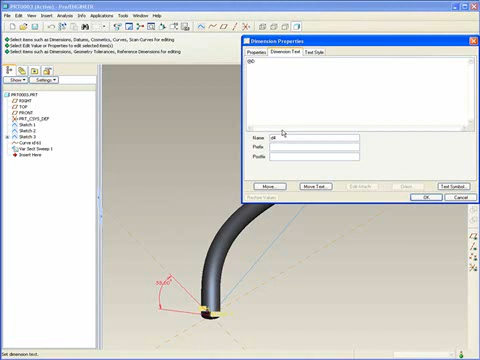 PRT0003 (Active) - Pro/ENGINEER
File Edit View Insert Analysis Info Applications Tools Window Help
Select Items such as Dimensions, Datums, Cosmetics, Curves, Scan Curves for editing
Select Edit Value or Properties to edit selected item(s)
Select Items such as Dimensions, Geometry Tolerances, Reference Dimensions for editing
Show
Settings
PRT0003.PRT
RIGHT
TOP
FRONT
PRT_CSYS_DEF
Sketch 1
Sketch 2
Sketch 3
Curve id 61
Var Sect Sweep 1
Insert Here
Dimension Properties
Properties Dimension Text Text Style
@D
Name d4
Prefix
Postfix
Move... Move Text...
Text Symbol...
OK Cancel
Set dimension text.